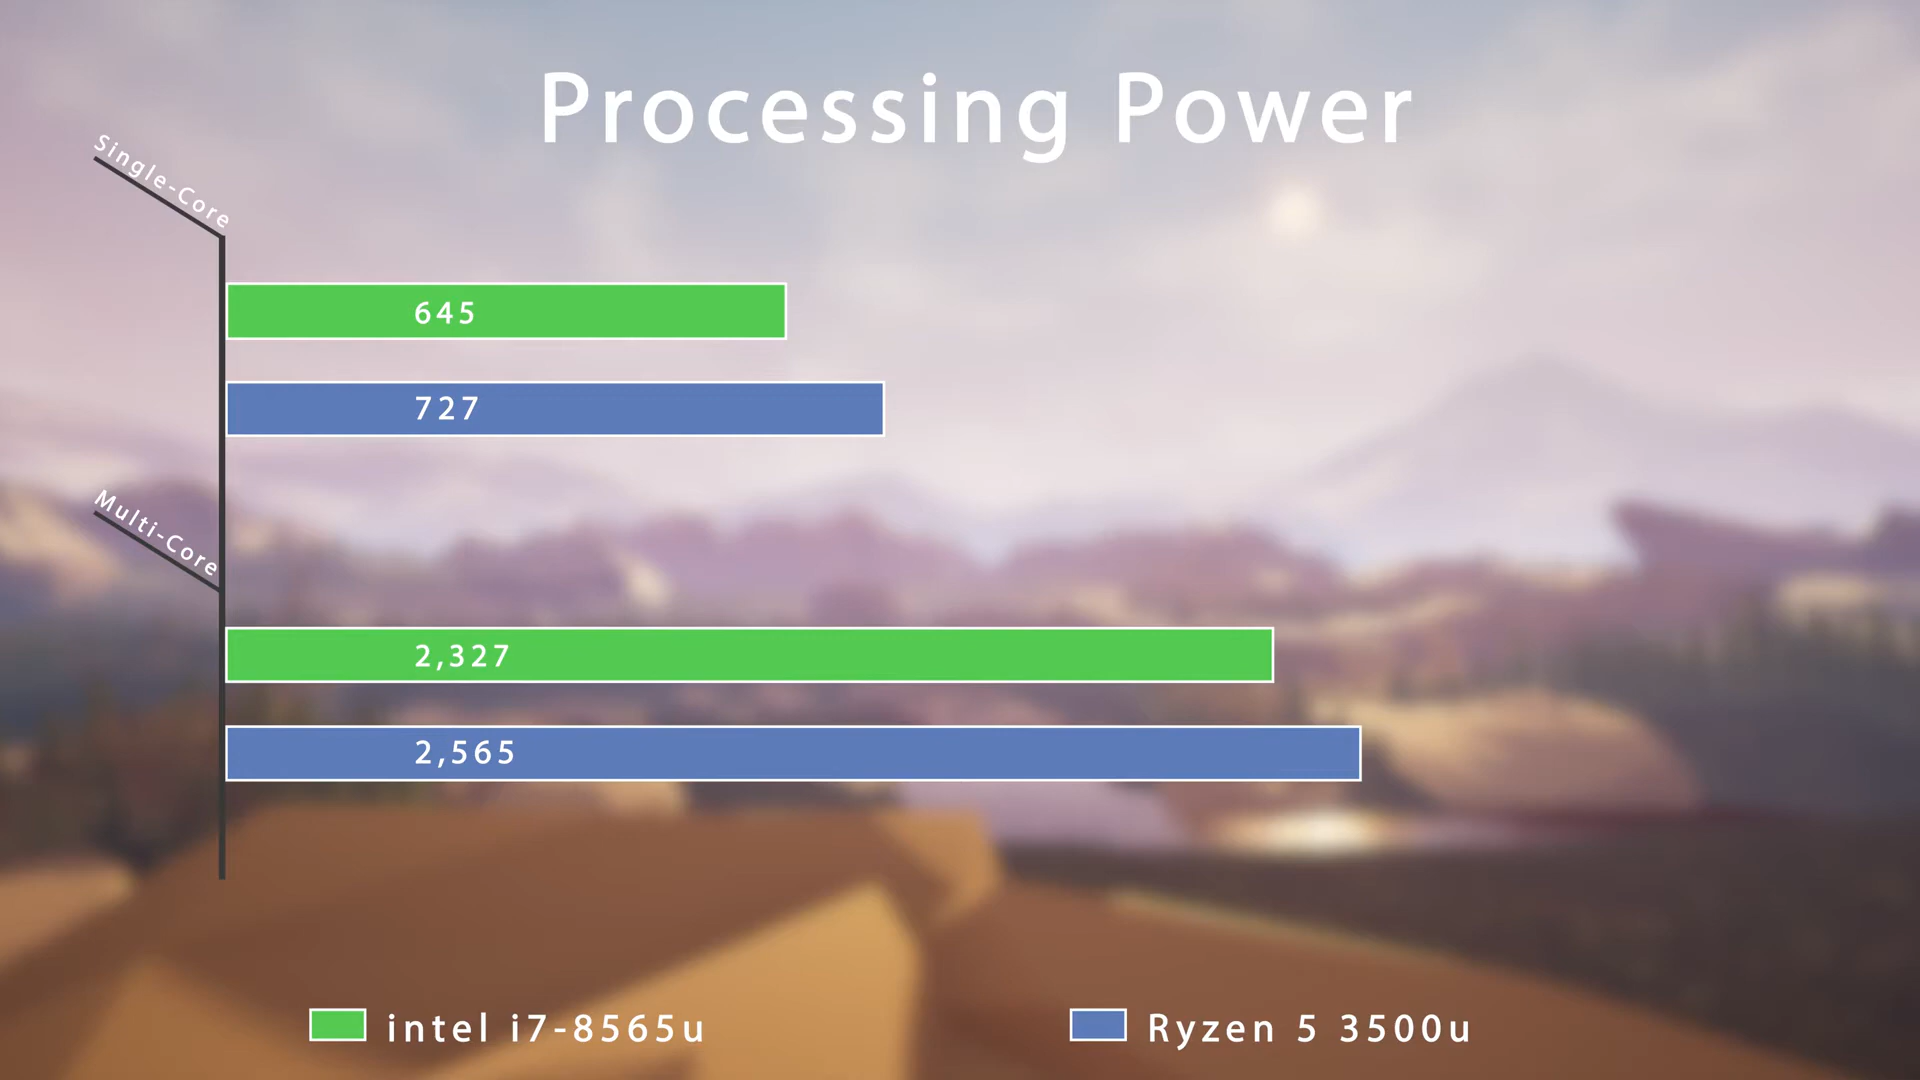 Processing Power
Single-Core
645
727
Multi-Core
2,327
2,565
intel i7-8565u
Ryzen 5 3500u